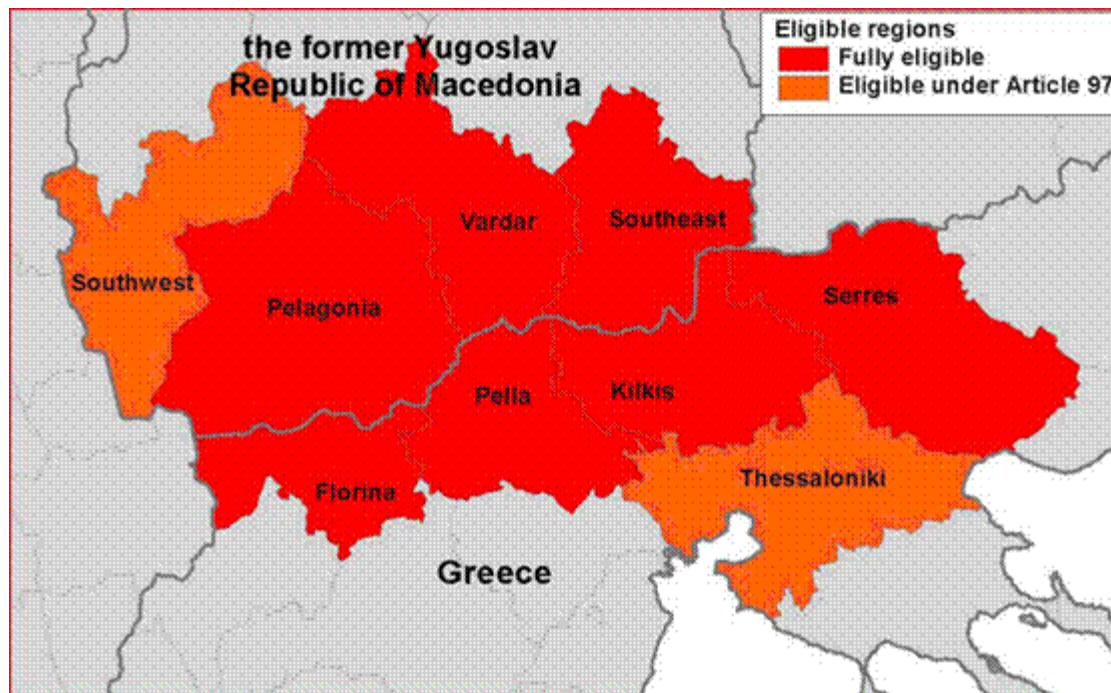 the former Yugoslav
Republic of Macedonia
Eligible regions
Fully eligible
Eligible under Article 97
Vardar
Southeast
Southwest
Pelagonia
Serres
Pella
Kilkis
Florina
Thessaloniki
Greece